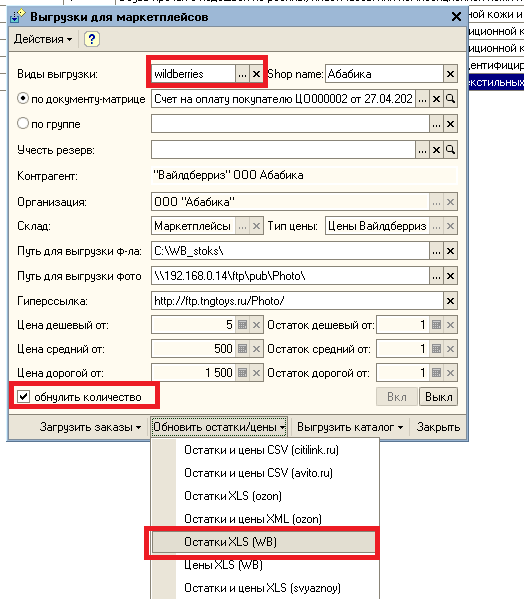 Выгрузки для маркетплейсов
ной кожи и
Действия
иционной к
иционной к
Виды выгрузки: wildberries ... Shop name: Абабика
дентифицир
по документу-матрице Счет на оплату покупателю ЦО000002 от 27.04.202 ...
екстильных
по группе ...
Учесть резерв: ...
Контрагент: "Вайлдберриз" ООО Абабика
Организация: ООО "Абабика" ...
Склад: Маркетплейсы ... Тип цены: Цены Вайлдберриз ...
Путь для выгрузки ф-ла: C:\WB_stoks\
Путь для выгрузки фото \\192.168.0.14\ftp\pub\Photo\
Гиперссылка: http://ftp.tngtoys.ru/Photo/
Цена дешевый от: 5 Остаток дешевый от: 1
Цена средний от: 500 Остаток средний от: 1
Цена дорогой от: 1 500 Остаток дорогой от: 1
обнулить количество Вкл Выкл
Загрузить заказы Обновить остатки/цены Выгрузить каталог Закрыть
Остатки и цены CSV (citilink.ru)
Остатки и цены CSV (avito.ru)
Остатки XLS (ozon)
Остатки и цены XML (ozon)
Остатки XLS (WB)
Цены XLS (WB)
Остатки и цены XLS (svyaznoy)